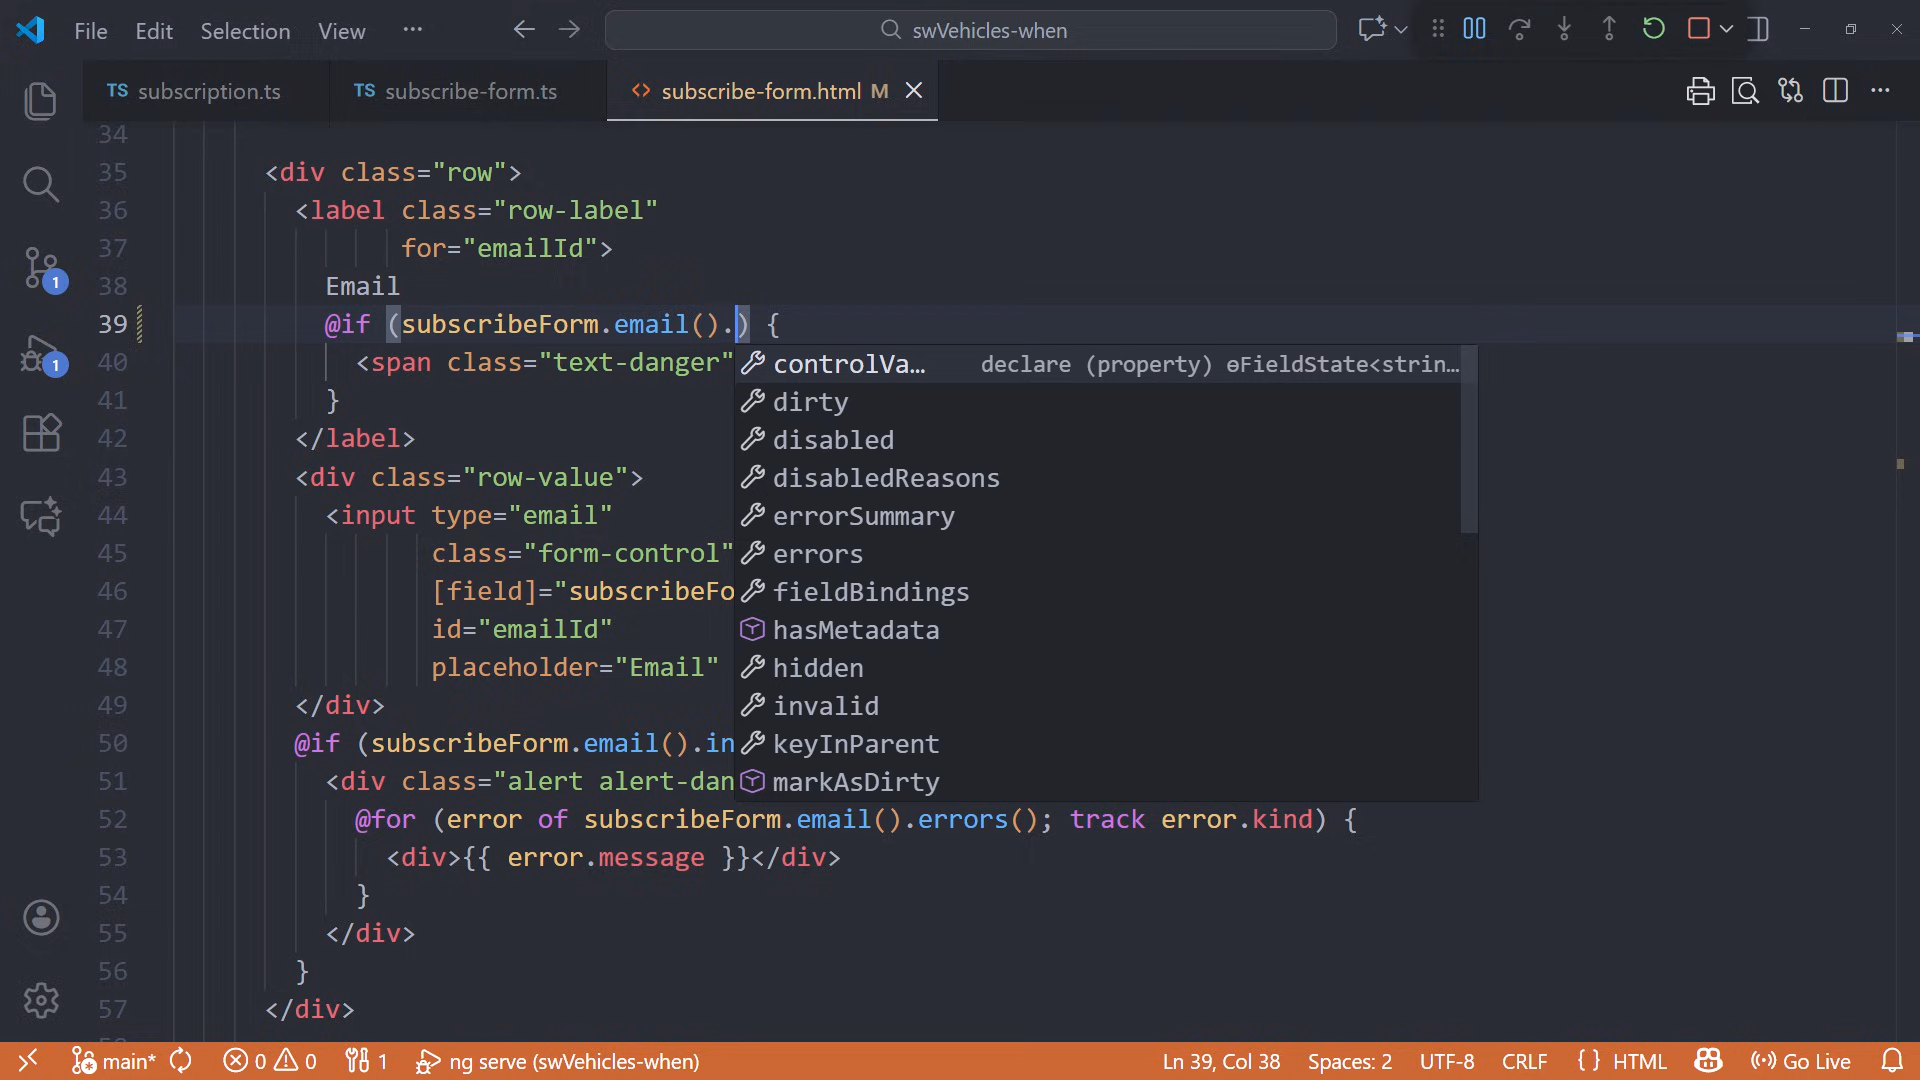 File Edit Selection View ··· swVehicles-when
TS subscription.ts TS subscribe-form.ts <> subscribe-form.html M
34
35 <div class="row">
36 <label class="row-label"
37 for="emailId">
38 Email
39 @if (subscribeForm.email().) {
40 <span class="text-danger"
41 }
42 </label>
43 <div class="row-value">
44 <input type="email"
45 class="form-control"
46 [field]="subscribeFo
47 id="emailId"
48 placeholder="Email"
49 </div>
50 @if (subscribeForm.email().in
51 <div class="alert alert-dan
52 @for (error of subscribeForm.email().errors(); track error.kind) {
53 <div>{{ error.message }}</div>
54 }
55 </div>
56 }
57 </div>
controlVa… declare (property) ɵFieldState<strin…
dirty
disabled
disabledReasons
errorSummary
errors
fieldBindings
hasMetadata
hidden
invalid
keyInParent
markAsDirty
1
1
main* 0 0 1 ng serve (swVehicles-when) Ln 39, Col 38 Spaces: 2 UTF-8 CRLF {} HTML Go Live